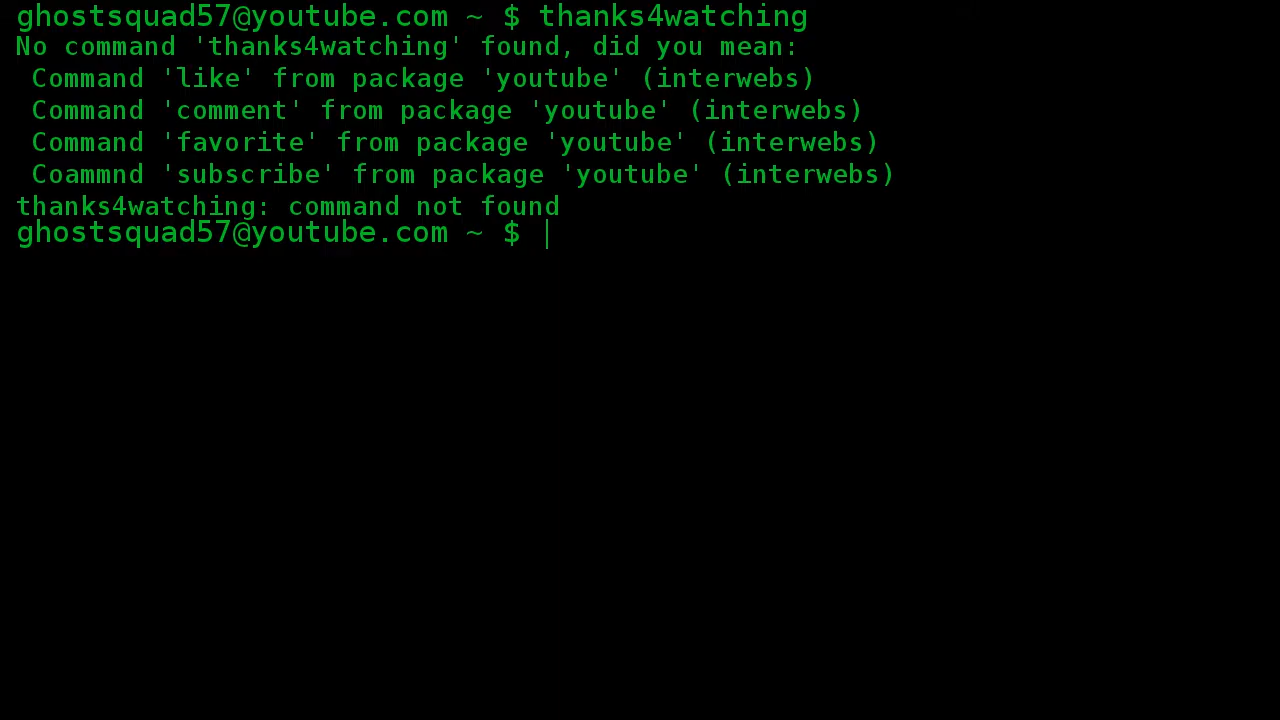 ghostsquad57@youtube.com ~ $ thanks4watching
No command 'thanks4watching' found, did you mean:
Command 'like' from package 'youtube' (interwebs)
Command 'comment' from package 'youtube' (interwebs)
Command 'favorite' from package 'youtube' (interwebs)
Coammnd 'subscribe' from package 'youtube' (interwebs)
thanks4watching: command not found
ghostsquad57@youtube.com ~ $